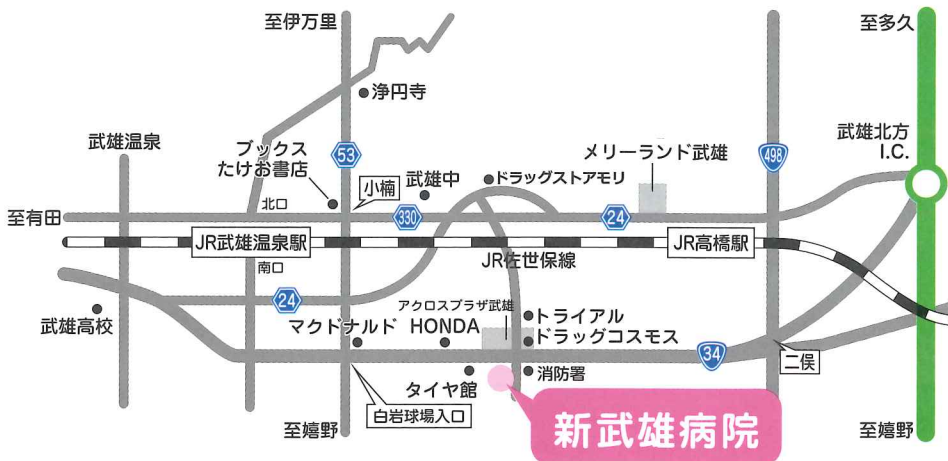 至伊万里
至多久
浄円寺
武雄温泉
ブックス
たけお書店
53
小楠
武雄中
ドラッグストアモリ
メリーランド武雄
498
武雄北方
I.C.
至有田
北口
330
24
JR武雄温泉駅
JR佐世保線
JR高橋駅
南口
24
武雄高校
マクドナルド
HONDA
アクロスプラザ武雄
トライアル
ドラッグコスモス
34
二俣
タイヤ館
消防署
白岩球場入口
新武雄病院
至嬉野
至嬉野